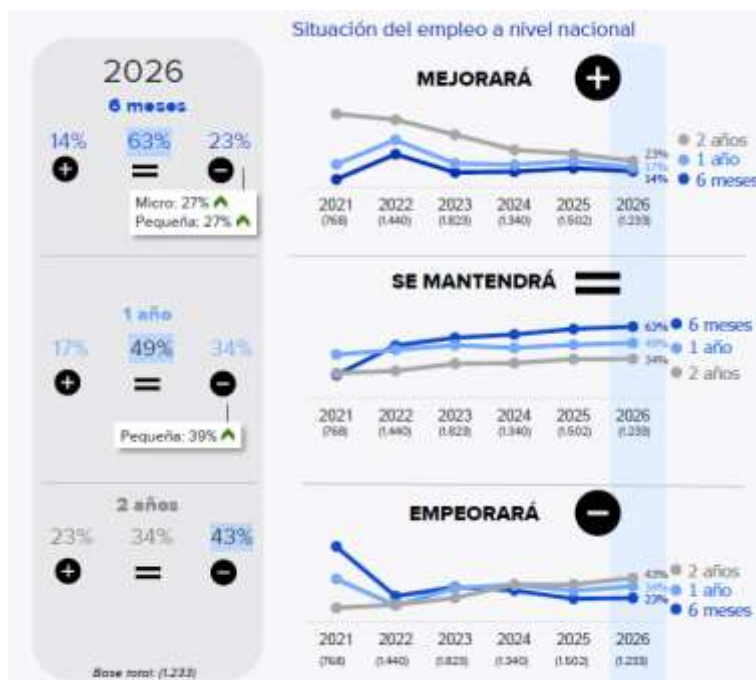 Situación del empleo a nivel nacional
2026
6 meses
14% 63% 23%
+ = −
Micro: 27%
Pequeña: 27%
1 año
17% 49% 34%
+ = −
Pequeña: 39%
2 años
23% 34% 43%
+ = −
Base total: (1.233)
MEJORARÁ +
23% 2 años
17% 1 año
14% 6 meses
2021 2022 2023 2024 2025 2026
(768) (1.440) (1.823) (1.340) (1.502) (1.233)
SE MANTENDRÁ =
63% 6 meses
49% 1 año
34% 2 años
2021 2022 2023 2024 2025 2026
(768) (1.440) (1.823) (1.340) (1.502) (1.233)
EMPEORARÁ −
43% 2 años
34% 1 año
23% 6 meses
2021 2022 2023 2024 2025 2026
(768) (1.440) (1.823) (1.340) (1.502) (1.233)